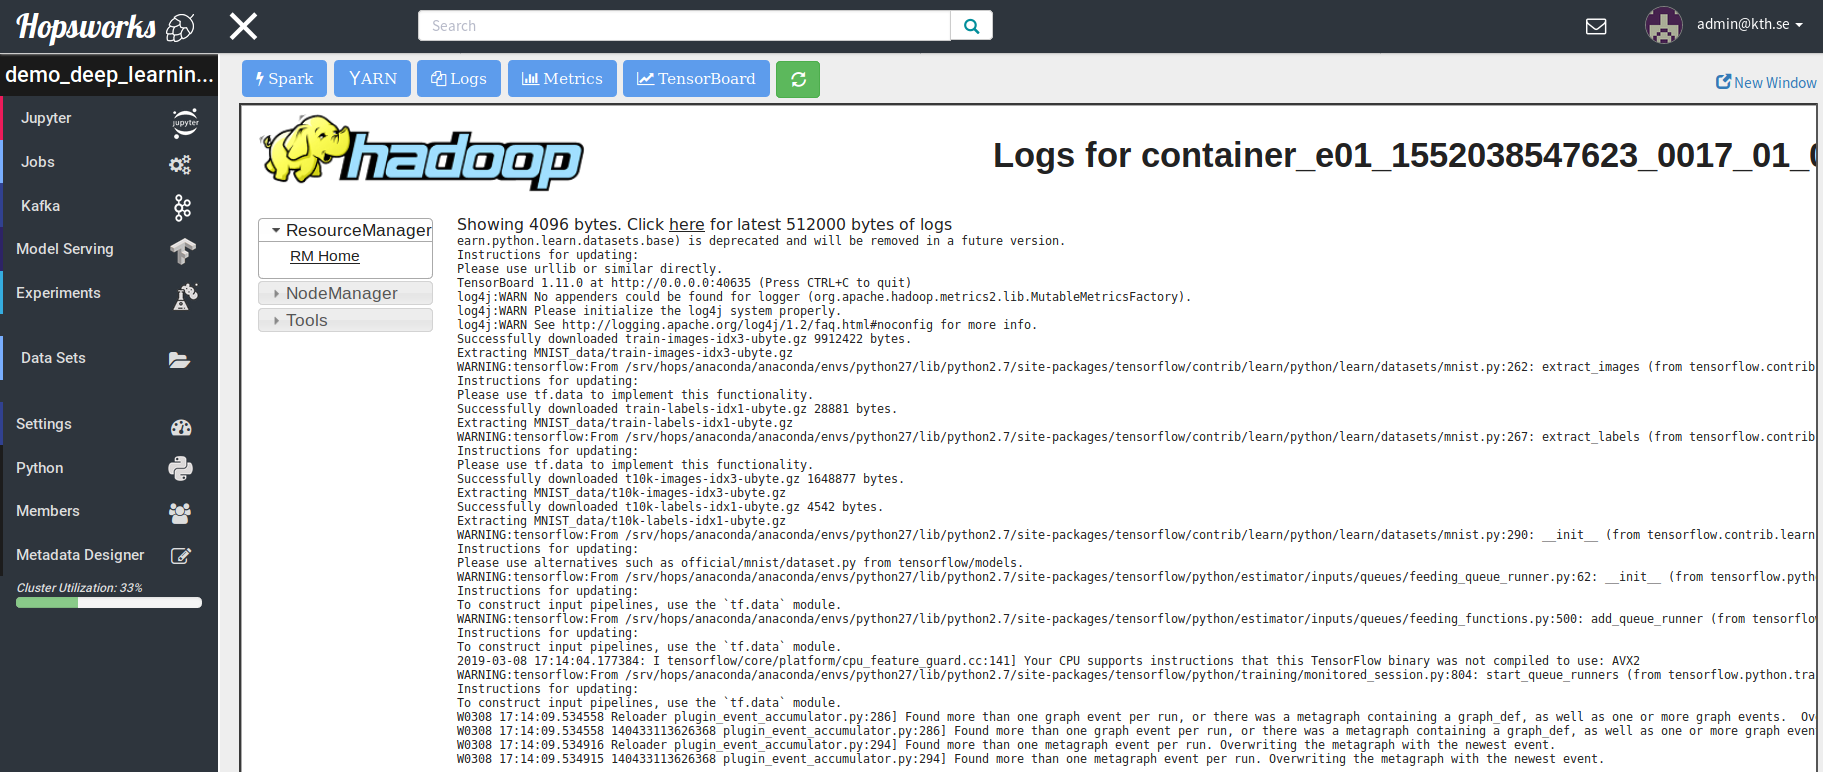 Hopsworks
Search
admin@kth.se
demo_deep_learnin...
Spark
YARN
Logs
Metrics
TensorBoard
New Window
Jupyter
jupyter
Jobs
Kafka
Model Serving
Experiments
Data Sets
Settings
Python
Members
Metadata Designer
Cluster Utilization: 33%
hadoop
Logs for container_e01_1552038547623_0017_01_0
ResourceManager
RM Home
NodeManager
Tools
Showing 4096 bytes. Click here for latest 512000 bytes of logs
earn.python.learn.datasets.base) is deprecated and will be removed in a future version.
Instructions for updating:
Please use urllib or similar directly.
TensorBoard 1.11.0 at http://0.0.0.0:40635 (Press CTRL+C to quit)
log4j:WARN No appenders could be found for logger (org.apache.hadoop.metrics2.lib.MutableMetricsFactory).
log4j:WARN Please initialize the log4j system properly.
log4j:WARN See http://logging.apache.org/log4j/1.2/faq.html#noconfig for more info.
Successfully downloaded train-images-idx3-ubyte.gz 9912422 bytes.
Extracting MNIST_data/train-images-idx3-ubyte.gz
WARNING:tensorflow:From /srv/hops/anaconda/anaconda/envs/python27/lib/python2.7/site-packages/tensorflow/contrib/learn/python/learn/datasets/mnist.py:262: extract_images (from tensorflow.contrib
Instructions for updating:
Please use tf.data to implement this functionality.
Successfully downloaded train-labels-idx1-ubyte.gz 28881 bytes.
Extracting MNIST_data/train-labels-idx1-ubyte.gz
WARNING:tensorflow:From /srv/hops/anaconda/anaconda/envs/python27/lib/python2.7/site-packages/tensorflow/contrib/learn/python/learn/datasets/mnist.py:267: extract_labels (from tensorflow.contrib
Instructions for updating:
Please use tf.data to implement this functionality.
Successfully downloaded t10k-images-idx3-ubyte.gz 1648877 bytes.
Extracting MNIST_data/t10k-images-idx3-ubyte.gz
Successfully downloaded t10k-labels-idx1-ubyte.gz 4542 bytes.
Extracting MNIST_data/t10k-labels-idx1-ubyte.gz
WARNING:tensorflow:From /srv/hops/anaconda/anaconda/envs/python27/lib/python2.7/site-packages/tensorflow/contrib/learn/python/learn/datasets/mnist.py:290: __init__ (from tensorflow.contrib.learn
Instructions for updating:
Please use alternatives such as official/mnist/dataset.py from tensorflow/models.
WARNING:tensorflow:From /srv/hops/anaconda/anaconda/envs/python27/lib/python2.7/site-packages/tensorflow/python/estimator/inputs/queues/feeding_queue_runner.py:62: __init__ (from tensorflow.pyth
Instructions for updating:
To construct input pipelines, use the `tf.data` module.
WARNING:tensorflow:From /srv/hops/anaconda/anaconda/envs/python27/lib/python2.7/site-packages/tensorflow/python/estimator/inputs/queues/feeding_functions.py:500: add_queue_runner (from tensorflow
Instructions for updating:
To construct input pipelines, use the `tf.data` module.
2019-03-08 17:14:04.177384: I tensorflow/core/platform/cpu_feature_guard.cc:141] Your CPU supports instructions that this TensorFlow binary was not compiled to use: AVX2
WARNING:tensorflow:From /srv/hops/anaconda/anaconda/envs/python27/lib/python2.7/site-packages/tensorflow/python/training/monitored_session.py:804: start_queue_runners (from tensorflow.python.tra
Instructions for updating:
To construct input pipelines, use the `tf.data` module.
W0308 17:14:09.534558 Reloader plugin_event_accumulator.py:286] Found more than one graph event per run, or there was a metagraph containing a graph_def, as well as one or more graph events.  Ov
W0308 17:14:09.534558 140433113626368 plugin_event_accumulator.py:286] Found more than one graph event per run, or there was a metagraph containing a graph_def, as well as one or more graph even
W0308 17:14:09.534916 Reloader plugin_event_accumulator.py:294] Found more than one metagraph event per run. Overwriting the metagraph with the newest event.
W0308 17:14:09.534915 140433113626368 plugin_event_accumulator.py:294] Found more than one metagraph event per run. Overwriting the metagraph with the newest event.